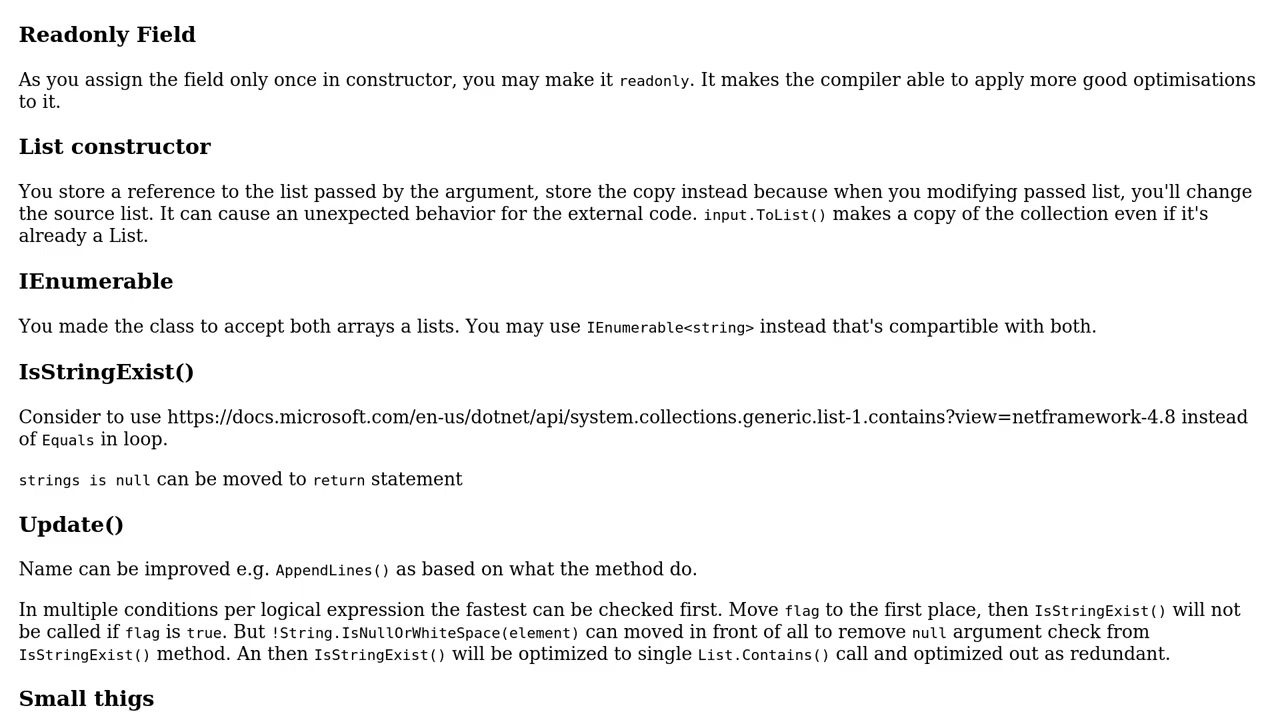 Readonly Field
As you assign the field only once in constructor, you may make it readonly. It makes the compiler able to apply more good optimisations
to it.
List constructor
You store a reference to the list passed by the argument, store the copy instead because when you modifying passed list, you'll change
the source list. It can cause an unexpected behavior for the external code. input.ToList() makes a copy of the collection even if it's
already a List.
IEnumerable
You made the class to accept both arrays a lists. You may use IEnumerable<string> instead that's compartible with both.
IsStringExist()
Consider to use https://docs.microsoft.com/en-us/dotnet/api/system.collections.generic.list-1.contains?view=netframework-4.8 instead
of Equals in loop.
strings is null can be moved to return statement
Update()
Name can be improved e.g. AppendLines() as based on what the method do.
In multiple conditions per logical expression the fastest can be checked first. Move flag to the first place, then IsStringExist() will not
be called if flag is true. But !String.IsNullOrWhiteSpace(element) can moved in front of all to remove null argument check from
IsStringExist() method. An then IsStringExist() will be optimized to single List.Contains() call and optimized out as redundant.
Small thigs